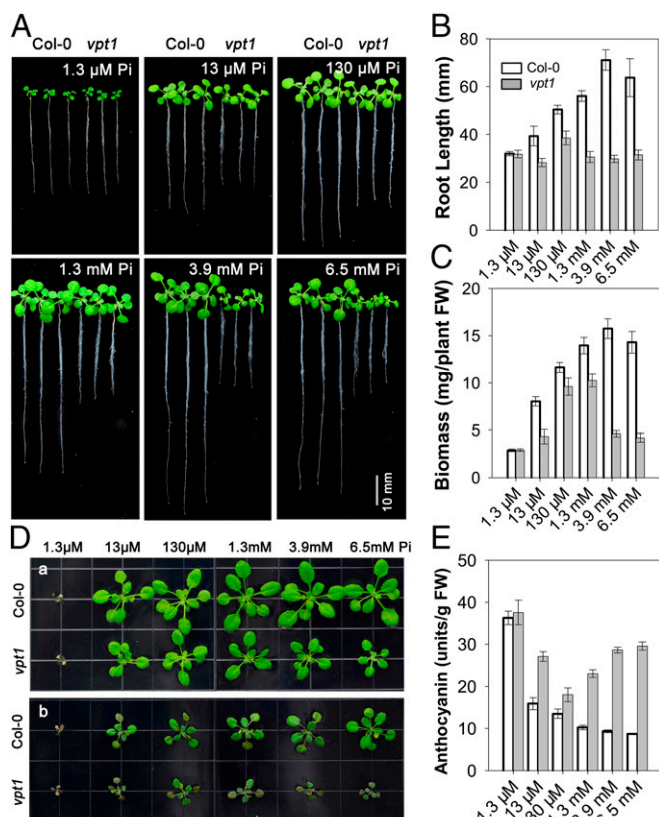 A
Col-0 vpt1 Col-0 vpt1 Col-0 vpt1
1.3 µM Pi 13 µM Pi 130 µM Pi
1.3 mM Pi 3.9 mM Pi 6.5 mM Pi
10 mm
B
Root Length (mm)
80
60
40
20
0
Col-0
vpt1
1.3 µM 13 µM 130 µM 1.3 mM 3.9 mM 6.5 mM
C
Biomass (mg/plant FW)
20
15
10
5
0
1.3 µM 13 µM 130 µM 1.3 mM 3.9 mM 6.5 mM
D
1.3µM 13µM 130µM 1.3mM 3.9mM 6.5mM Pi
a
Col-0
vpt1
b
Col-0
vpt1
E
Anthocyanin (units/g FW)
50
40
30
20
10
0
1.3 µM 13 µM